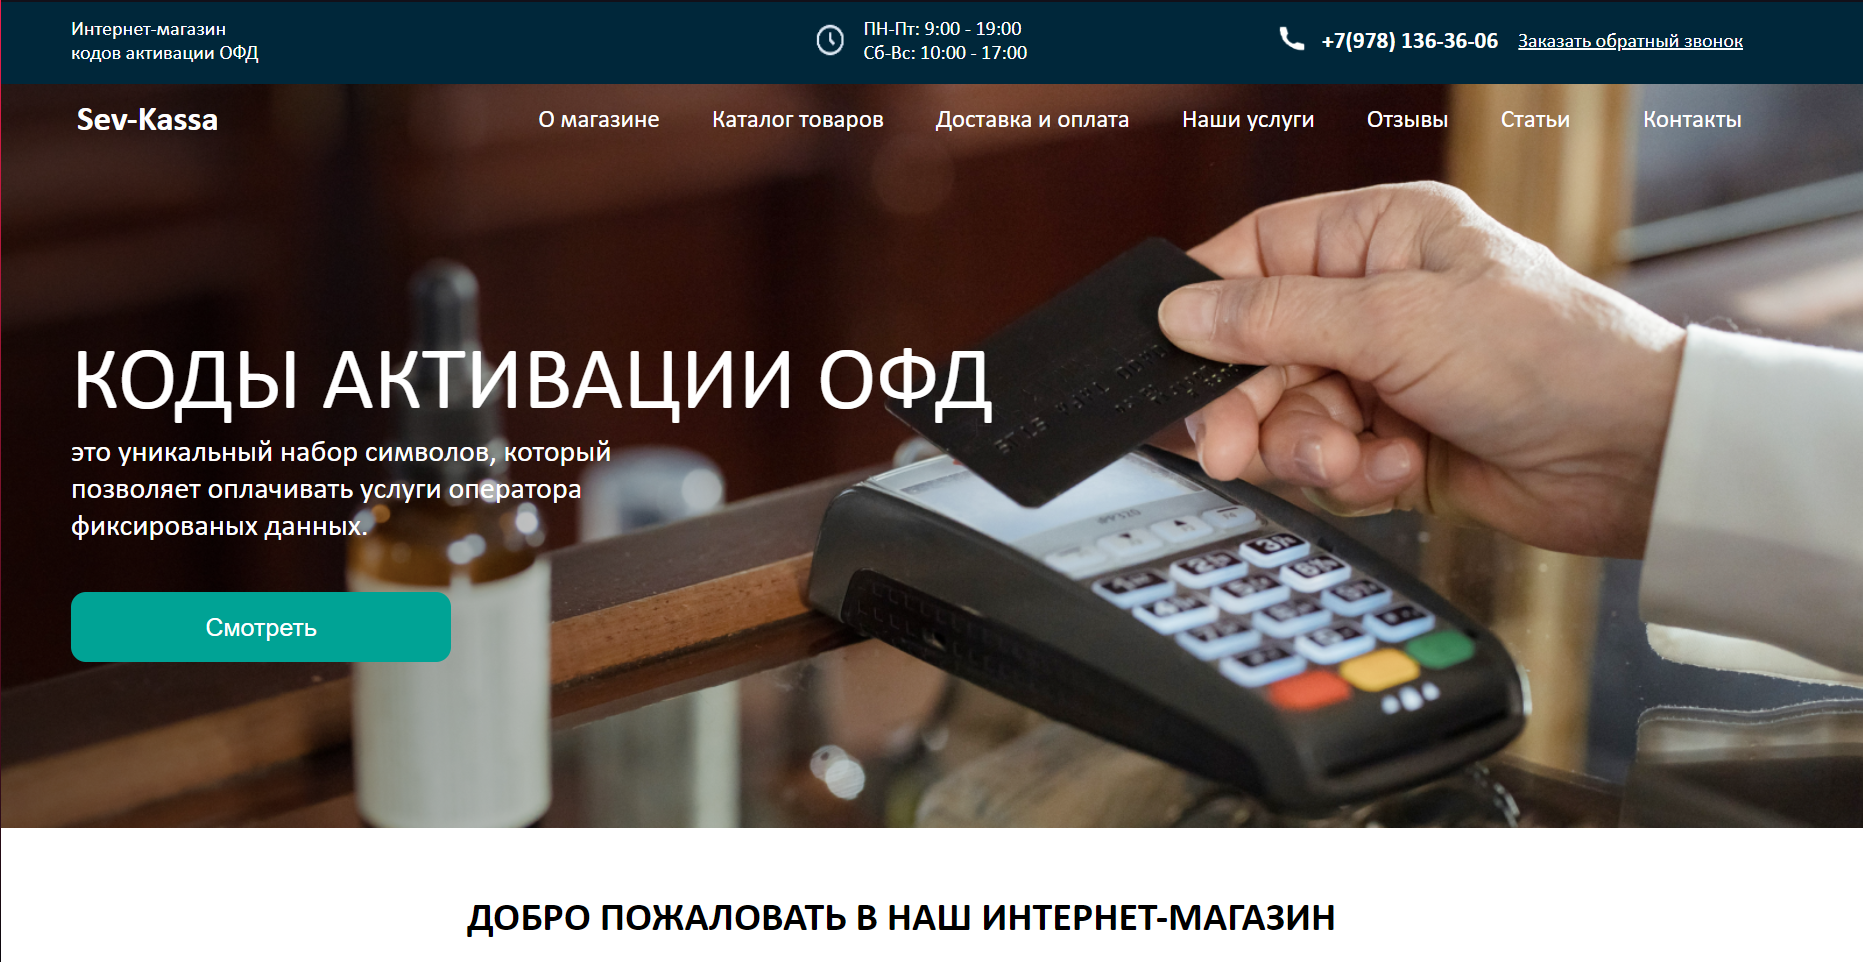 Интернет-магазин
кодов активации ОФД
ПН-Пт: 9:00 - 19:00
Сб-Вс: 10:00 - 17:00
+7(978) 136-36-06
Заказать обратный звонок
Sev-Kassa
О магазине
Каталог товаров
Доставка и оплата
Наши услуги
Отзывы
Статьи
Контакты
КОДЫ АКТИВАЦИИ ОФД
это уникальный набор символов, который
позволяет оплачивать услуги оператора
фиксированых данных.
Смотреть
ДОБРО ПОЖАЛОВАТЬ В НАШ ИНТЕРНЕТ-МАГАЗИН